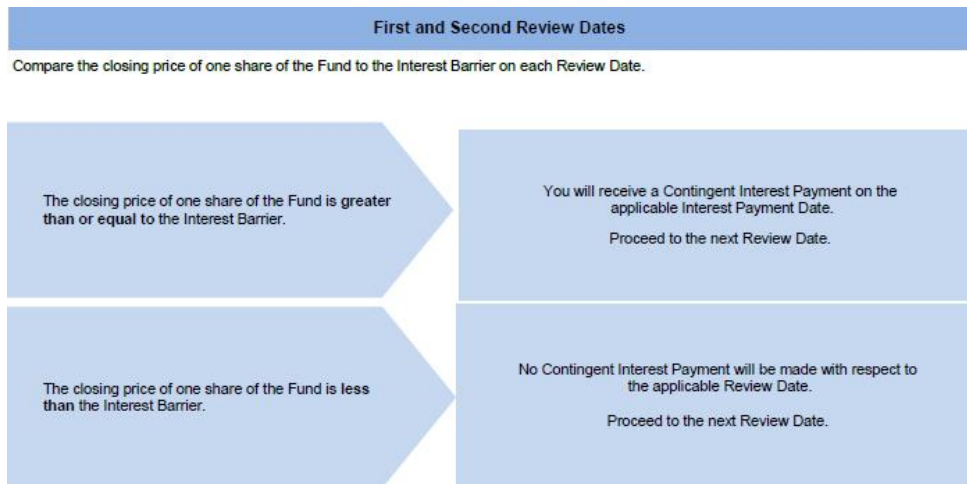 First and Second Review Dates
Compare the closing price of one share of the Fund to the Interest Barrier on each Review Date.
The closing price of one share of the Fund is greater
than or equal to the Interest Barrier.
You will receive a Contingent Interest Payment on the
applicable Interest Payment Date.
Proceed to the next Review Date.
The closing price of one share of the Fund is less
than the Interest Barrier.
No Contingent Interest Payment will be made with respect to
the applicable Review Date.
Proceed to the next Review Date.